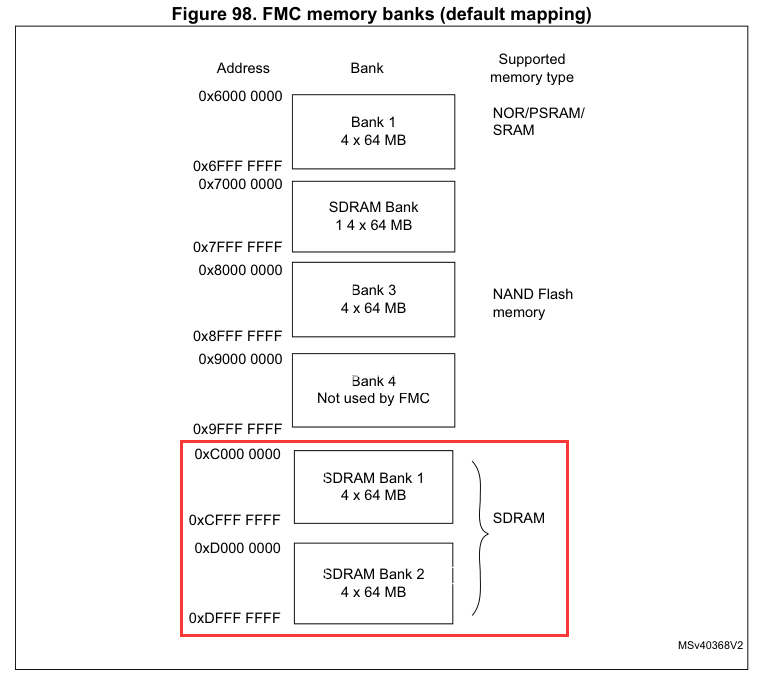 Figure 98. FMC memory banks (default mapping)
Address
Bank
Supported
memory type
0x6000 0000
Bank 1
4 x 64 MB
NOR/PSRAM/
SRAM
0x6FFF FFFF
0x7000 0000
SDRAM Bank
1 4 x 64 MB
0x7FFF FFFF
0x8000 0000
Bank 3
4 x 64 MB
NAND Flash
memory
0x8FFF FFFF
0x9000 0000
Bank 4
Not used by FMC
0x9FFF FFFF
0xC000 0000
SDRAM Bank 1
4 x 64 MB
0xCFFF FFFF
SDRAM
0xD000 0000
SDRAM Bank 2
4 x 64 MB
0xDFFF FFFF
MSv40368V2